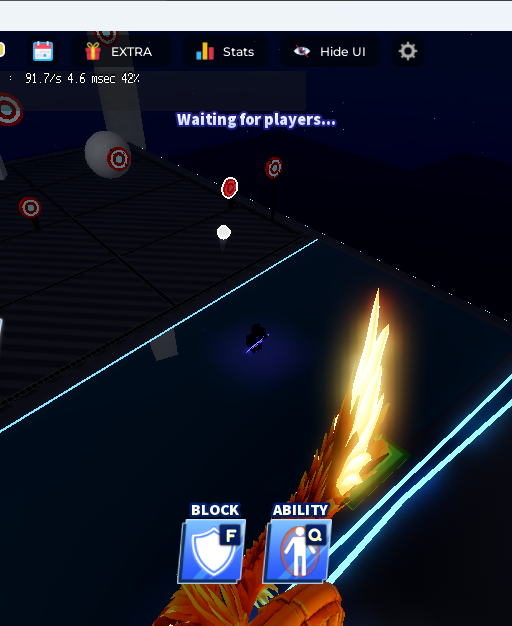 EXTRA
Stats
Hide UI
: 91.7/s 4.6 msec 42%
Waiting for players...
BLOCK
ABILITY
F
Q